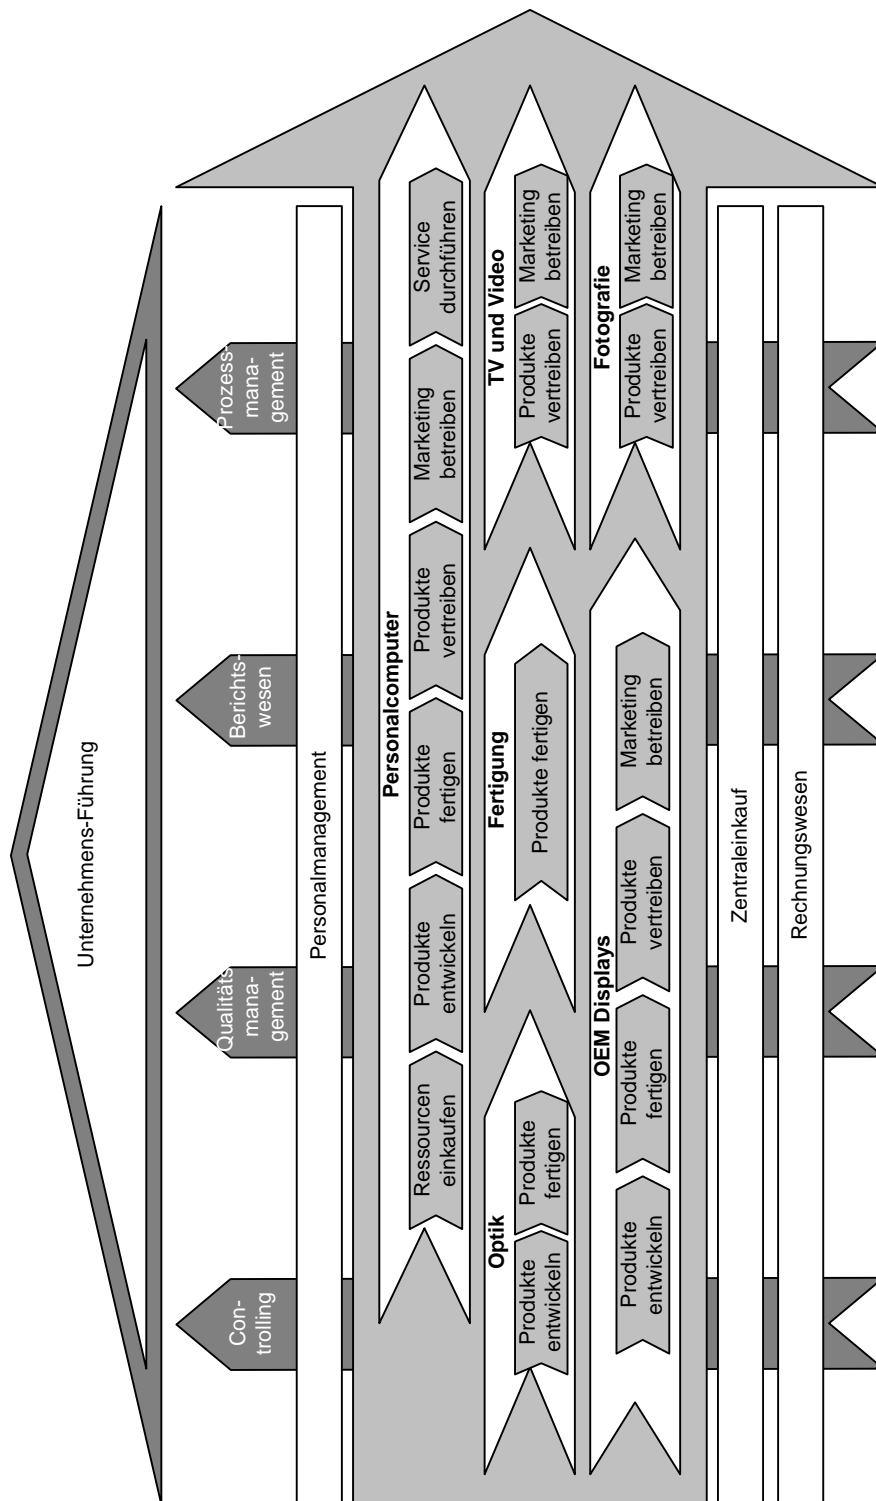 Unternehmens-Führung
Con-
trolling
Qualitäts
mana-
gement
Berichts-
wesen
Prozess-
mana-
gement
Personalmanagement
Personalcomputer
Ressourcen
einkaufen
Produkte
entwickeln
Produkte
fertigen
Produkte
vertreiben
Marketing
betreiben
Service
durchführen
Optik
Produkte
entwickeln
Produkte
fertigen
Fertigung
Produkte fertigen
TV und Video
Produkte
vertreiben
Marketing
betreiben
OEM Displays
Produkte
entwickeln
Produkte
fertigen
Produkte
vertreiben
Marketing
betreiben
Fotografie
Produkte
vertreiben
Marketing
betreiben
Zentraleinkauf
Rechnungswesen